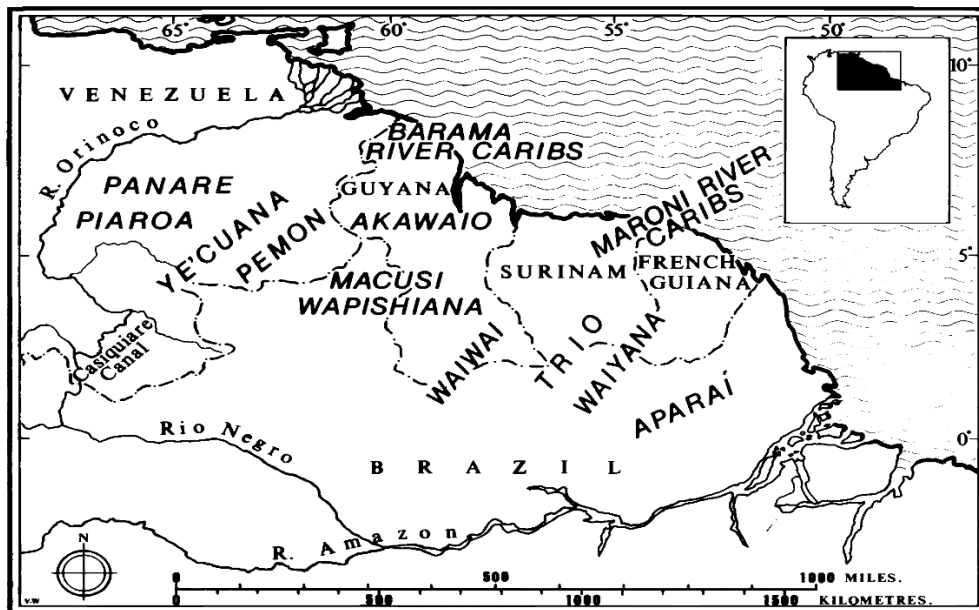 65°
60°
55°
50°
10°
VENEZUELA
R. Orinoco
BARAMA
RIVER CARIBS
PANARE
PIAROA
GUYANA
AKAWAIO
YE'CUANA
PEMON
MARONI RIVER
CARIBS
SURINAM
FRENCH
GUIANA
5°
MACUSI
WAPISHIANA
Casiquiare
Canal
WAIWAI
TRIO
WAIYANA
APARAÍ
Rio Negro
0°
BRAZIL
R. Amazon
N
V.W
0 500 1000 MILES.
0 500 1000 1500 KILOMETRES.